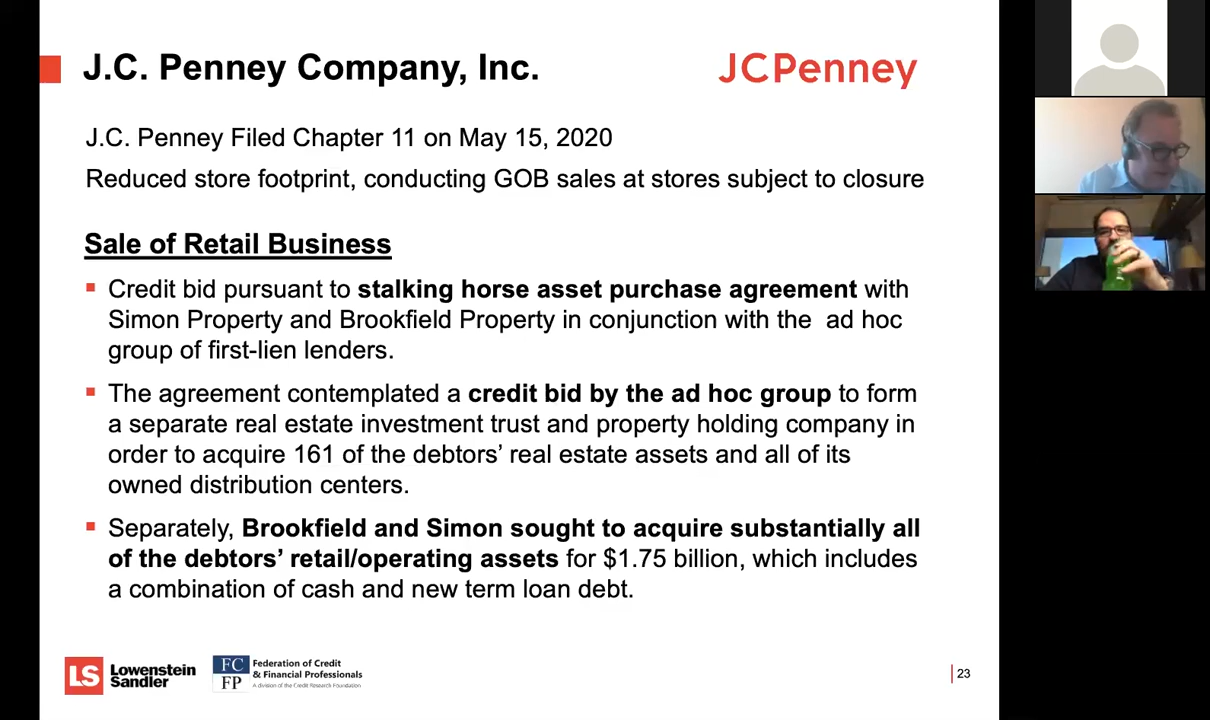 J.C. Penney Company, Inc.
JCPenney
J.C. Penney Filed Chapter 11 on May 15, 2020
Reduced store footprint, conducting GOB sales at stores subject to closure
Sale of Retail Business
Credit bid pursuant to stalking horse asset purchase agreement with
Simon Property and Brookfield Property in conjunction with the ad hoc
group of first-lien lenders.
The agreement contemplated a credit bid by the ad hoc group to form
a separate real estate investment trust and property holding company in
order to acquire 161 of the debtors’ real estate assets and all of its
owned distribution centers.
Separately, Brookfield and Simon sought to acquire substantially all
of the debtors’ retail/operating assets for $1.75 billion, which includes
a combination of cash and new term loan debt.
LS Lowenstein
Sandler
FC
FP
Federation of Credit
& Financial Professionals
A division of the Credit Research Foundation
23